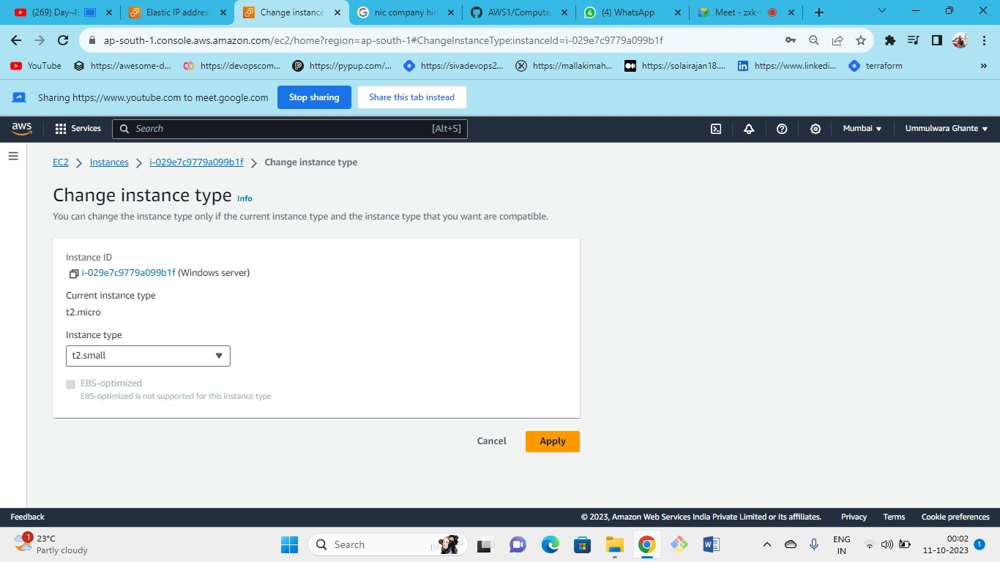 (269) Day-4
Elastic IP addres
Change instance
nic company hir
AWS1/Compute
(4) WhatsApp
Meet - zxk-
ap-south-1.console.aws.amazon.com/ec2/home?region=ap-south-1#ChangeInstanceType:instanceId=i-029e7c9779a099b1f
YouTube
https://awesome-d...
https://devopscom...
https://pypup.com/...
https://sivadevops2...
https://mallakimah...
https://solairajan18....
https://www.linkedi...
terraform
»
Sharing https://www.youtube.com to meet.google.com
Stop sharing
Share this tab instead
aws
Services
Search
[Alt+S]
Mumbai
Ummulwara Ghante
EC2
Instances
i-029e7c9779a099b1f
Change instance type
Change instance type Info
You can change the instance type only if the current instance type and the instance type that you want are compatible.
Instance ID
i-029e7c9779a099b1f (Windows server)
Current instance type
t2.micro
Instance type
t2.small
EBS-optimized
EBS-optimized is not supported for this instance type
Cancel
Apply
Feedback
© 2023, Amazon Web Services India Private Limited or its affiliates.
Privacy
Terms
Cookie preferences
1
23°C
Partly cloudy
Search
ENG
IN
00:02
11-10-2023
1